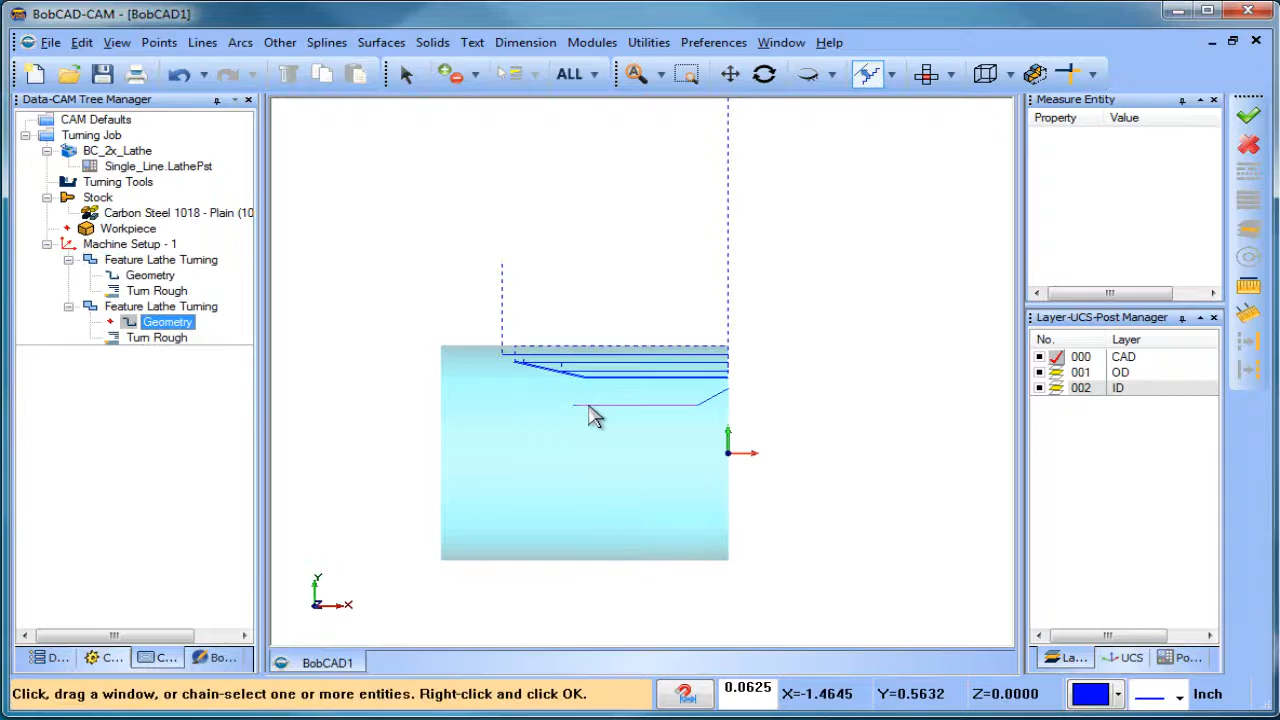 BobCAD-CAM - [BobCAD1]
File Edit View Points Lines Arcs Other Splines Surfaces Solids Text Dimension Modules Utilities Preferences Window Help
ALL
Data-CAM Tree Manager
CAM Defaults
Turning Job
BC_2x_Lathe
Single_Line.LathePst
Turning Tools
Stock
Carbon Steel 1018 - Plain (10
Workpiece
Machine Setup - 1
Feature Lathe Turning
Geometry
Turn Rough
Feature Lathe Turning
Geometry
Turn Rough
D... C... C... Bo...
Y
Z X
BobCAD1
Measure Entity
Property Value
Layer-UCS-Post Manager
No. Layer
000 CAD
001 OD
002 ID
La... UCS Po...
Click, drag a window, or chain-select one or more entities. Right-click and click OK.
0.0625 X=-1.4645 Y=0.5632 Z=0.0000 Inch